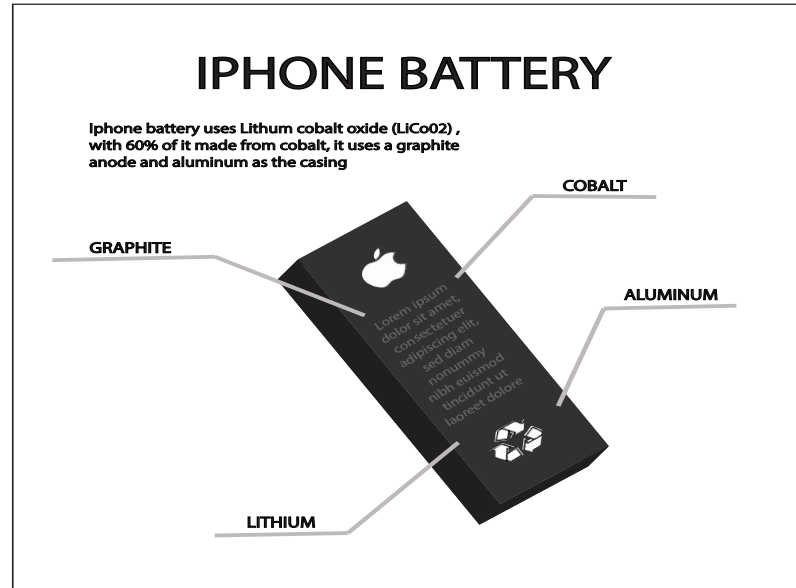 IPHONE BATTERY
Iphone battery uses Lithum cobalt oxide (LiCo02) ,
with 60% of it made from cobalt, it uses a graphite
anode and aluminum as the casing
COBALT
GRAPHITE
ALUMINUM
Lorem ipsum
dolor sit amet,
consectetuer
adipiscing elit,
sed diam
nonummy
nibh euismod
tincidunt ut
laoreet dolore
LITHIUM